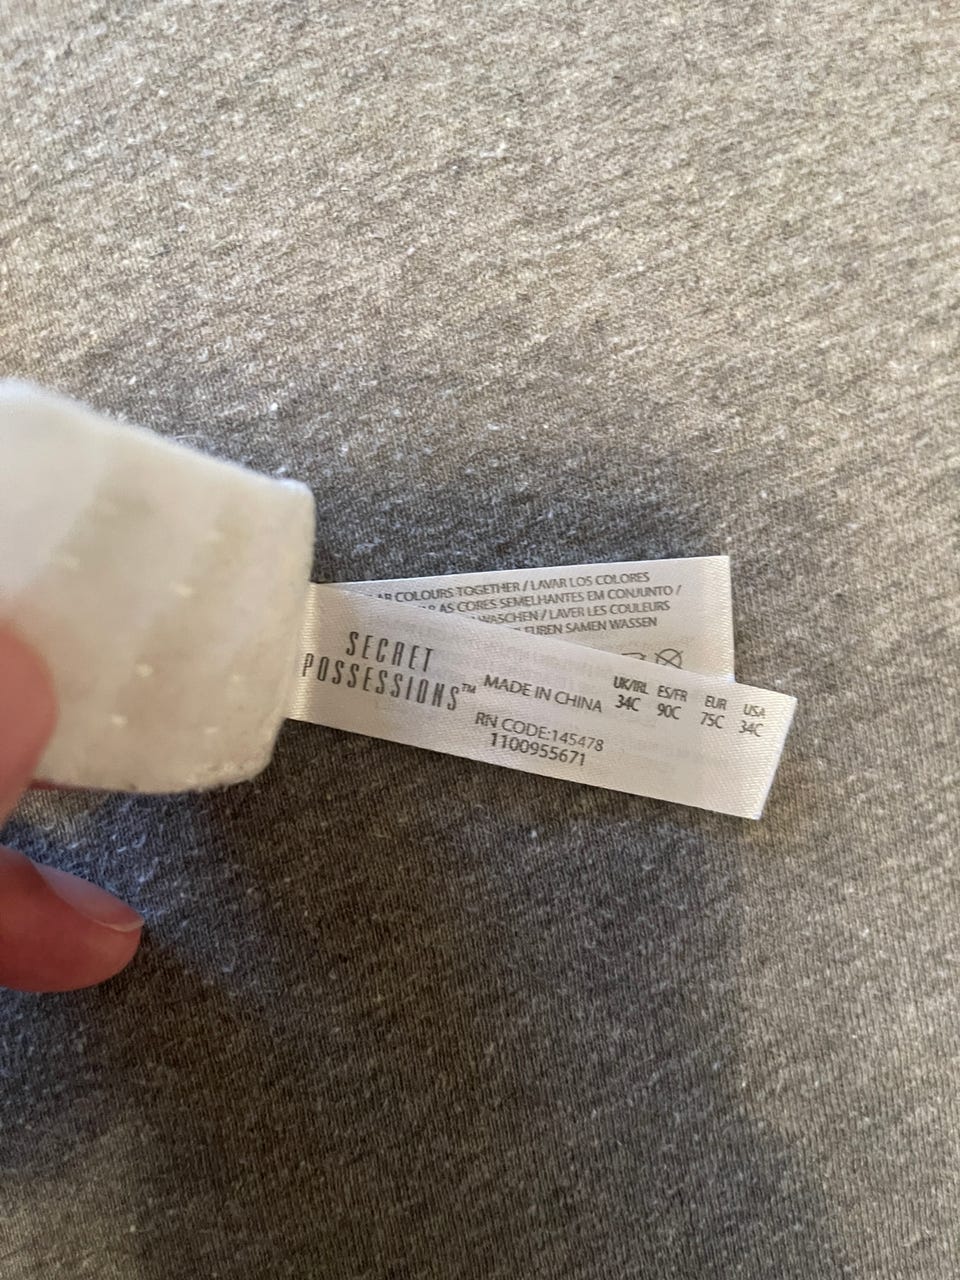 COLOURS TOGETHER / LAVAR LOS COLORES
AS CORES SEMELHANTES EM CONJUNTO /
WASCHEN / LAVER LES COULEURS
SAMEN WASSEN
SECRET
POSSESSIONS™
MADE IN CHINA
UK/IRL ES/FR EUR USA
34C 90C 75C 34C
RN CODE:145478
1100955671